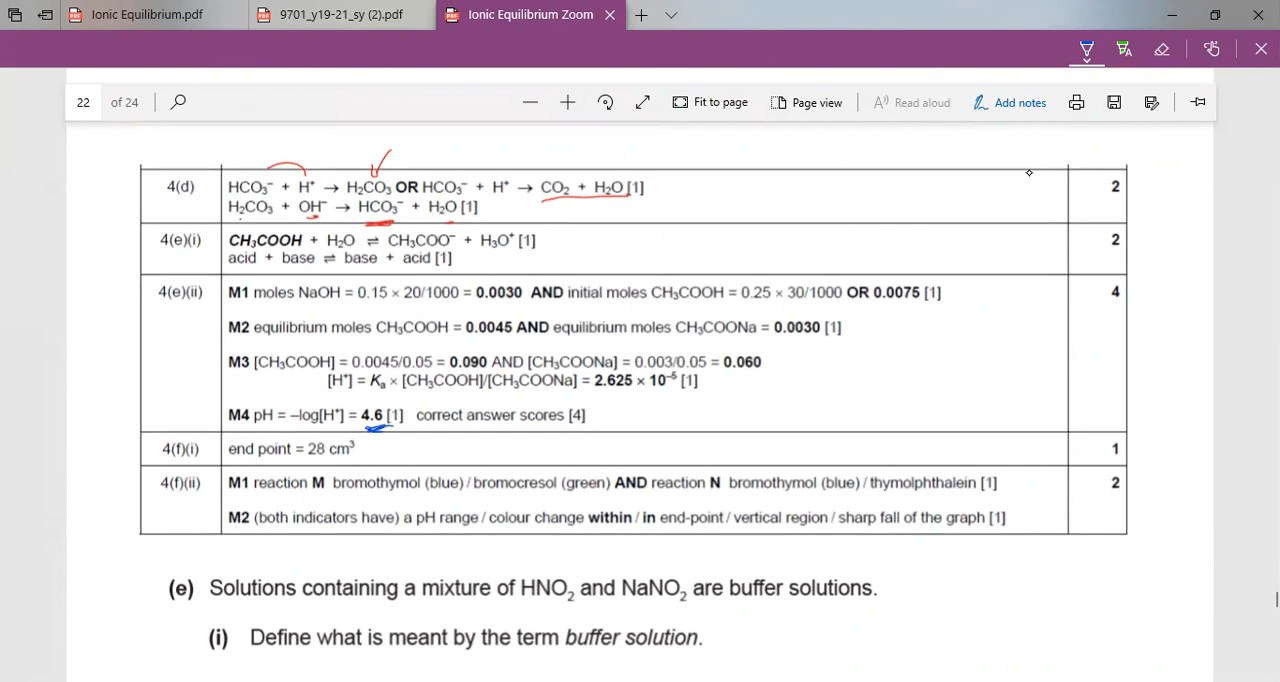 Ionic Equilibrium.pdf
9701_y19-21_sy (2).pdf
Ionic Equilibrium Zoom
22 of 24
Fit to page
Page view
Read aloud
Add notes
4(d)
HCO₃⁻ + H⁺ → H₂CO₃ OR HCO₃⁻ + H⁺ → CO₂ + H₂O [1]
2
H₂CO₃ + OH⁻ → HCO₃⁻ + H₂O [1]
4(e)(i)
CH₃COOH + H₂O ⇌ CH₃COO⁻ + H₃O⁺ [1]
2
acid + base ⇌ base + acid [1]
4(e)(ii)
M1 moles NaOH = 0.15 × 20/1000 = 0.0030 AND initial moles CH₃COOH = 0.25 × 30/1000 OR 0.0075 [1]
4
M2 equilibrium moles CH₃COOH = 0.0045 AND equilibrium moles CH₃COONa = 0.0030 [1]
M3 [CH₃COOH] = 0.0045/0.05 = 0.090 AND [CH₃COONa] = 0.003/0.05 = 0.060
[H⁺] = Kₐ × [CH₃COOH]/[CH₃COONa] = 2.625 × 10⁻⁵ [1]
M4 pH = –log[H⁺] = 4.6 [1] correct answer scores [4]
4(f)(i)
end point = 28 cm³
1
4(f)(ii)
M1 reaction M bromothymol (blue) / bromocresol (green) AND reaction N bromothymol (blue) / thymolphthalein [1]
2
M2 (both indicators have) a pH range / colour change within / in end-point / vertical region / sharp fall of the graph [1]
(e) Solutions containing a mixture of HNO₂ and NaNO₂ are buffer solutions.
(i) Define what is meant by the term buffer solution.